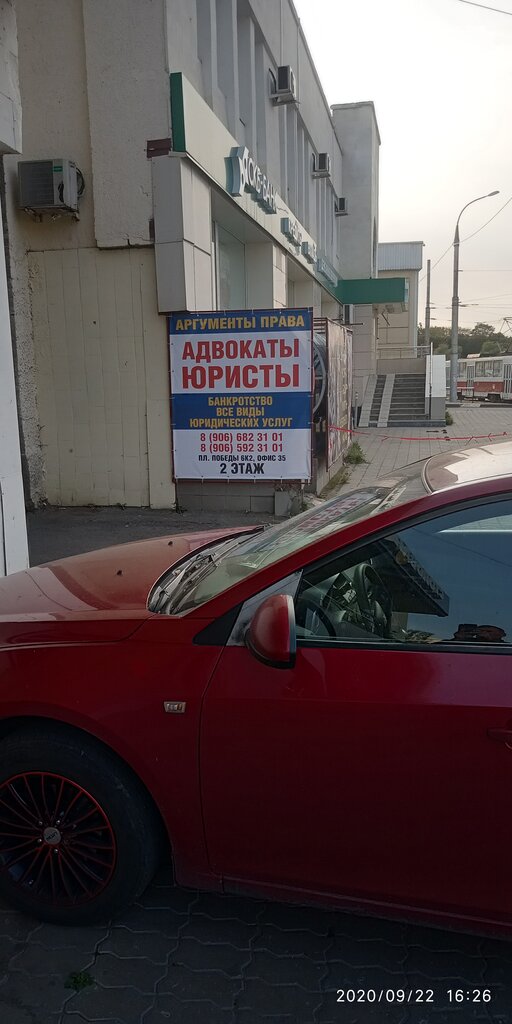 АРГУМЕНТЫ ПРАВА
АДВОКАТЫ
ЮРИСТЫ
БАНКРОТСТВО
ВСЕ ВИДЫ
ЮРИДИЧЕСКИХ УСЛУГ
8 (906) 682 31 01
8 (906) 592 31 01
ПЛ. ПОБЕДЫ 6К2, ОФИС 35
2 ЭТАЖ
2020/09/22 16:26